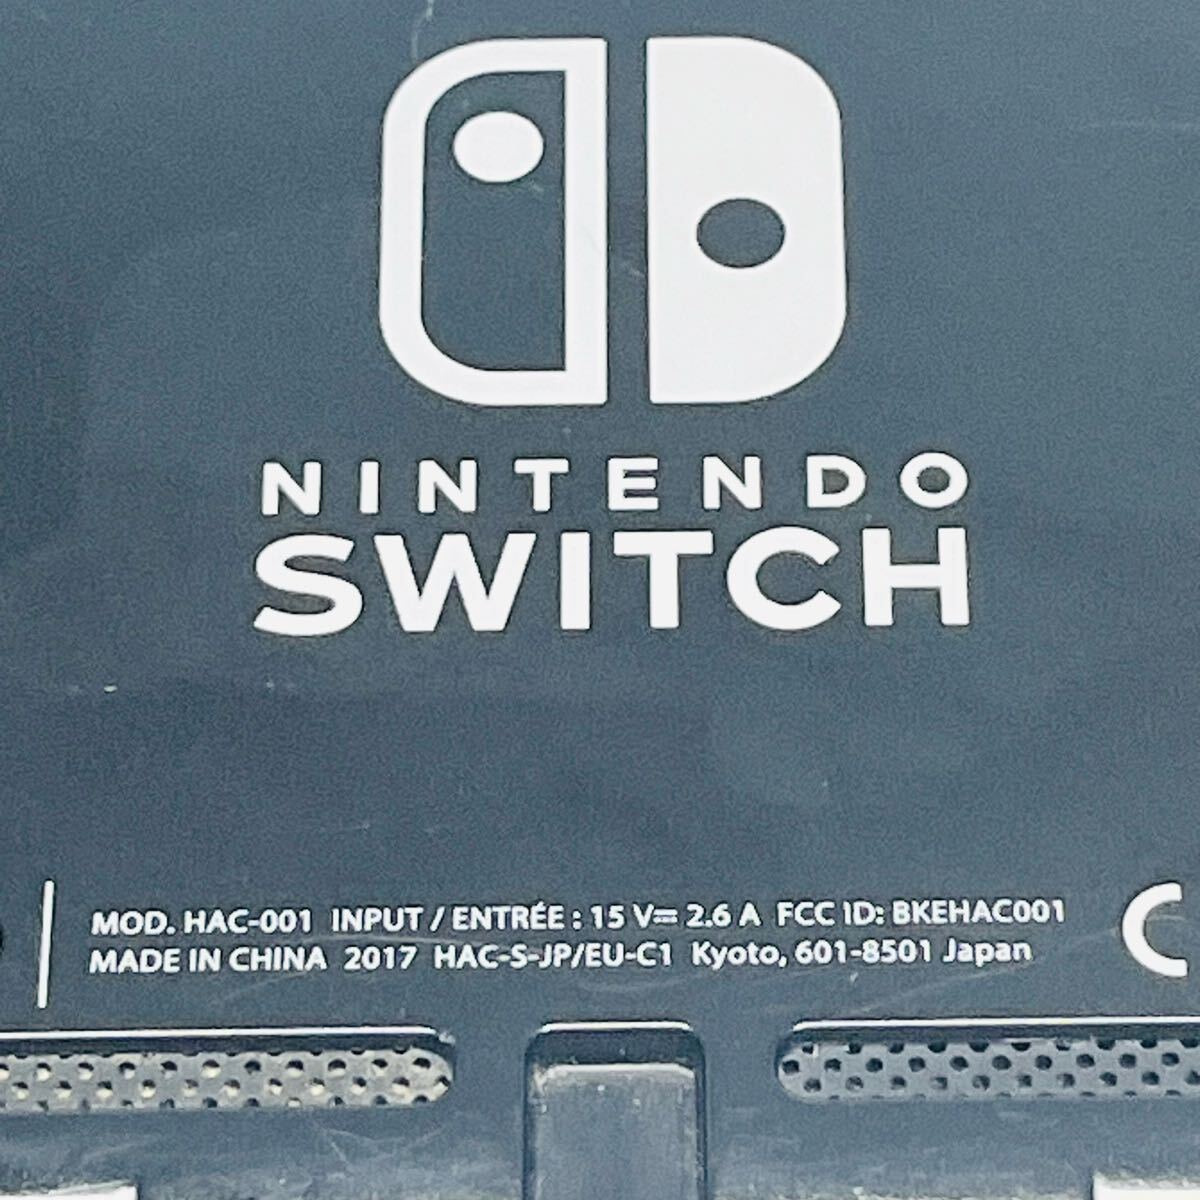 NINTENDO
SWITCH
MOD. HAC-001 INPUT / ENTRÉE : 15 V⎓ 2.6 A FCC ID: BKEHAC001
MADE IN CHINA 2017 HAC-S-JP/EU-C1 Kyoto, 601-8501 Japan